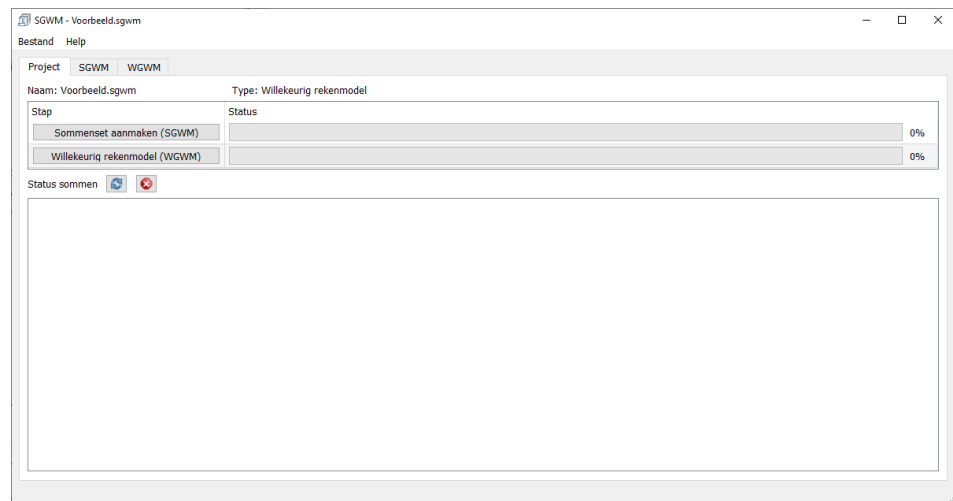 SGWM - Voorbeeld.sgwm
Bestand Help
Project SGWM WGWM
Naam: Voorbeeld.sgwm Type: Willekeurig rekenmodel
Stap Status
Sommenset aanmaken (SGWM) 0%
Willekeurig rekenmodel (WGWM) 0%
Status sommen